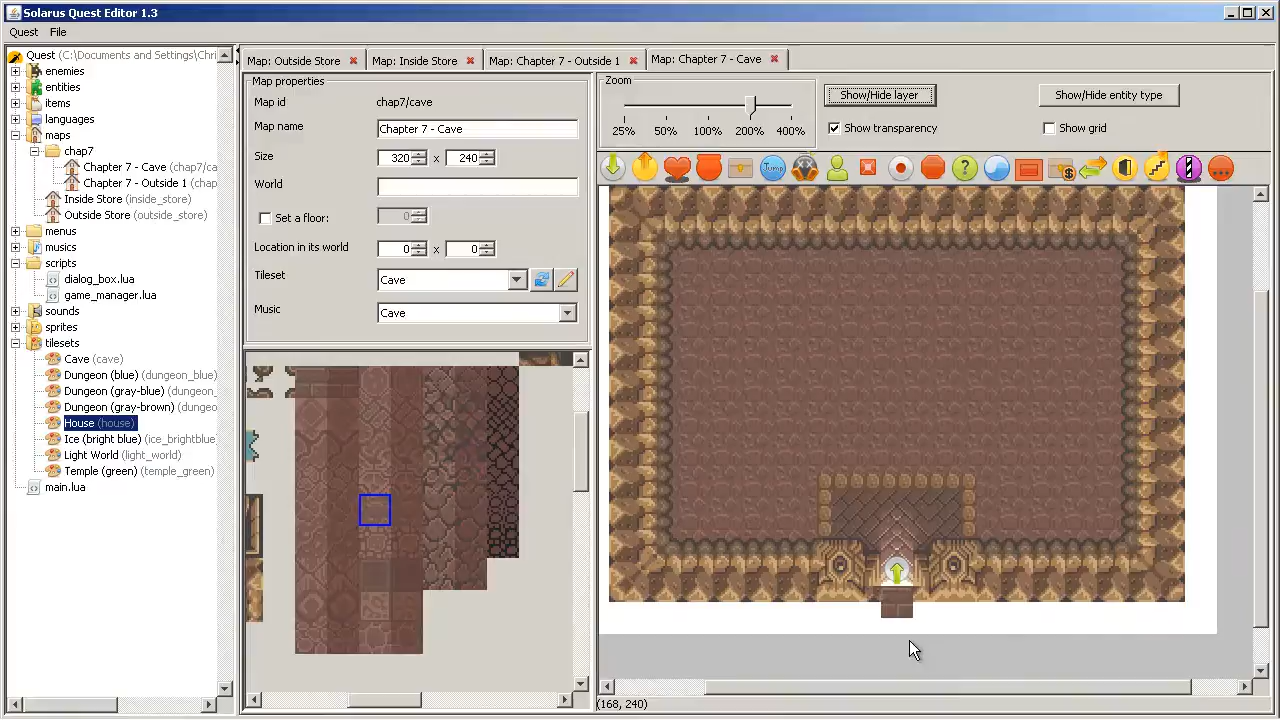 Solarus Quest Editor 1.3
Quest File
Quest (C:\Documents and Settings\Chri
enemies
entities
items
languages
maps
chap7
Chapter 7 - Cave (chap7/ca
Chapter 7 - Outside 1 (chap
Inside Store (inside_store)
Outside Store (outside_store)
menus
musics
scripts
dialog_box.lua
game_manager.lua
sounds
sprites
tilesets
Cave (cave)
Dungeon (blue) (dungeon_blue)
Dungeon (gray-blue) (dungeon_
Dungeon (gray-brown) (dungeo
House (house)
Ice (bright blue) (ice_brightblue
Light World (light_world)
Temple (green) (temple_green)
main.lua
Map: Outside Store Map: Inside Store Map: Chapter 7 - Outside 1 Map: Chapter 7 - Cave
Map properties
Map id chap7/cave
Map name Chapter 7 - Cave
Size 320 x 240
World
Set a floor: 0
Location in its world 0 x 0
Tileset Cave
Music Cave
Zoom
25% 50% 200% 400%
Show/Hide layer Show/Hide entity type
Show transparency Show grid
Jump
?
$
(168, 240)